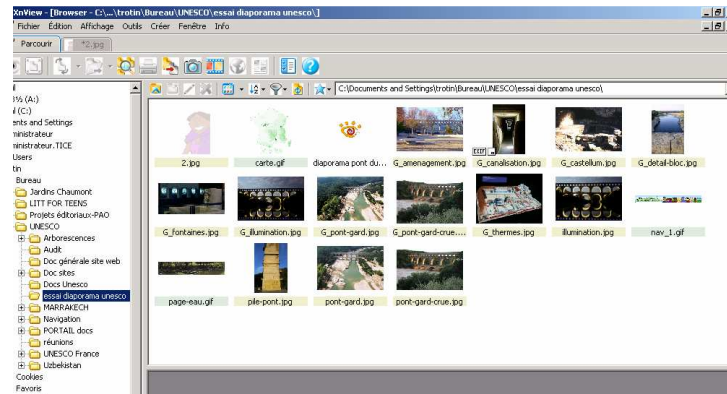 XnView - [Browser - C:\...\trotin\Bureau\UNESCO\essai diaporama unesco\]
Fichier Édition Affichage Outils Créer Fenêtre Info
Parcourir *2.jpg
C:\Documents and Settings\trotin\Bureau\UNESCO\essai diaporama unesco\
3½ (A:)
(C:)
and Settings
ministrateur
ministrateur.TICE
Users
tin
Bureau
Jardins Chaumont
LITT FOR TEENS
Projets éditoriaux-PAO
UNESCO
Arborescences
Audit
Doc générale site web
Doc sites
Docs Unesco
essai diaporama unesco
MARRAKECH
Navigation
PORTAIL docs
réunions
UNESCO France
Uzbekistan
Cookies
Favoris
2.jpg carte.gif diaporama pont du... G_amenagement.jpg G_canalisation.jpg G_castellum.jpg G_detail-bloc.jpg
G_fontaines.jpg G_illumination.jpg G_pont-gard.jpg G_pont-gard-crue.... G_thermes.jpg illumination.jpg nav_1.gif
page-eau.gif pile-pont.jpg pont-gard.jpg pont-gard-crue.jpg